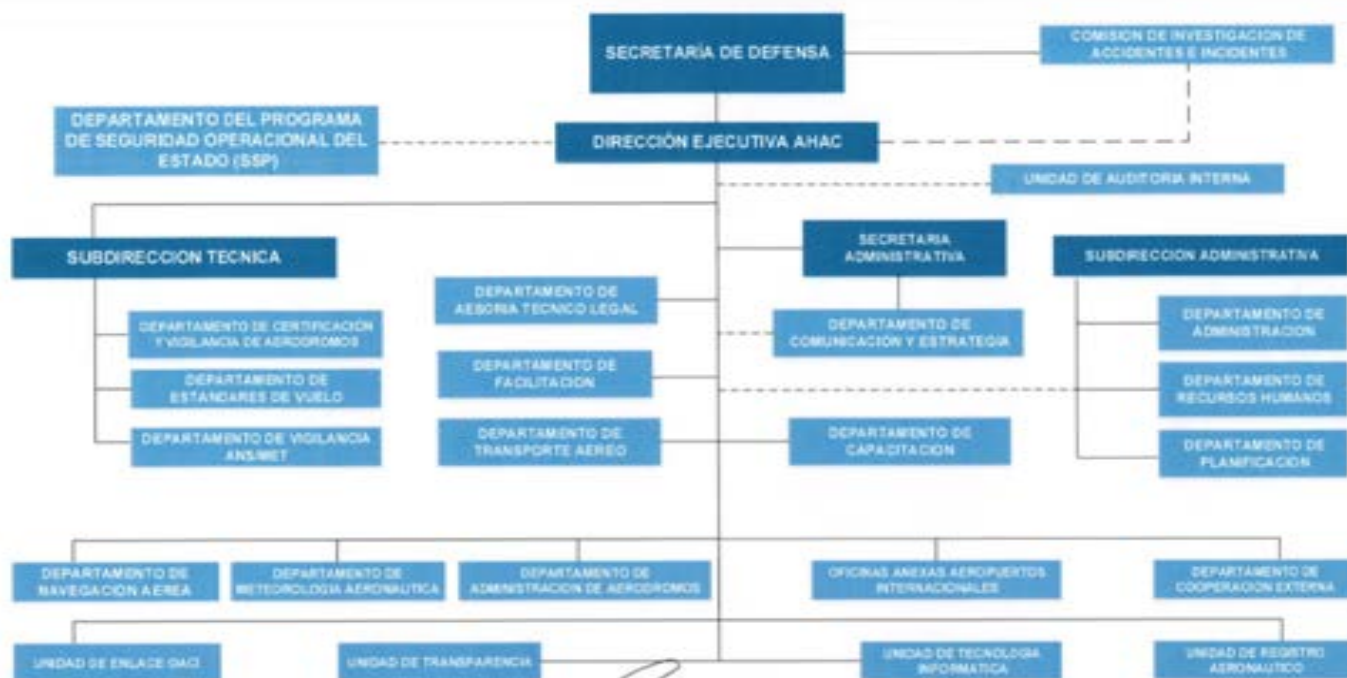 SECRETARÍA DE DEFENSA
COMISION DE INVESTIGACION DE
ACCIDENTES E INCIDENTES
DEPARTAMENTO DEL PROGRAMA
DE SEGURIDAD OPERACIONAL DEL
ESTADO (SSP)
DIRECCIÓN EJECUTIVA AHAC
UNIDAD DE AUDITORIA INTERNA
SUBDIRECCION TECNICA
SECRETARIA
ADMINISTRATIVA
SUBDIRECCION ADMINISTRATIVA
DEPARTAMENTO DE
AESORIA TECNICO LEGAL
DEPARTAMENTO DE CERTIFICACIÓN
Y VIGILANCIA DE AERODROMOS
DEPARTAMENTO DE
COMUNICACIÓN Y ESTRATEGIA
DEPARTAMENTO DE
ADMINISTRACION
DEPARTAMENTO DE
ESTANDARES DE VUELO
DEPARTAMENTO DE
FACILITACION
DEPARTAMENTO DE
RECURSOS HUMANOS
DEPARTAMENTO DE VIGILANCIA
ANS/MET
DEPARTAMENTO DE
TRANSPORTE AEREO
DEPARTAMENTO DE
CAPACITACION
DEPARTAMENTO DE
PLANIFICACION
DEPARTAMENTO DE
NAVEGACION AEREA
DEPARTAMENTO DE
METEOROLOGIA AERONAUTICA
DEPARTAMENTO DE
ADMINISTRACION DE AERODROMOS
OFICINAS ANEXAS AEROPUERTOS
INTERNACIONALES
DEPARTAMENTO DE
COOPERACION EXTERNA
UNIDAD DE ENLACE OACI
UNIDAD DE TRANSPARENCIA
UNIDAD DE TECNOLOGIA
INFORMATICA
UNIDAD DE REGISTRO
AERONAUTICO